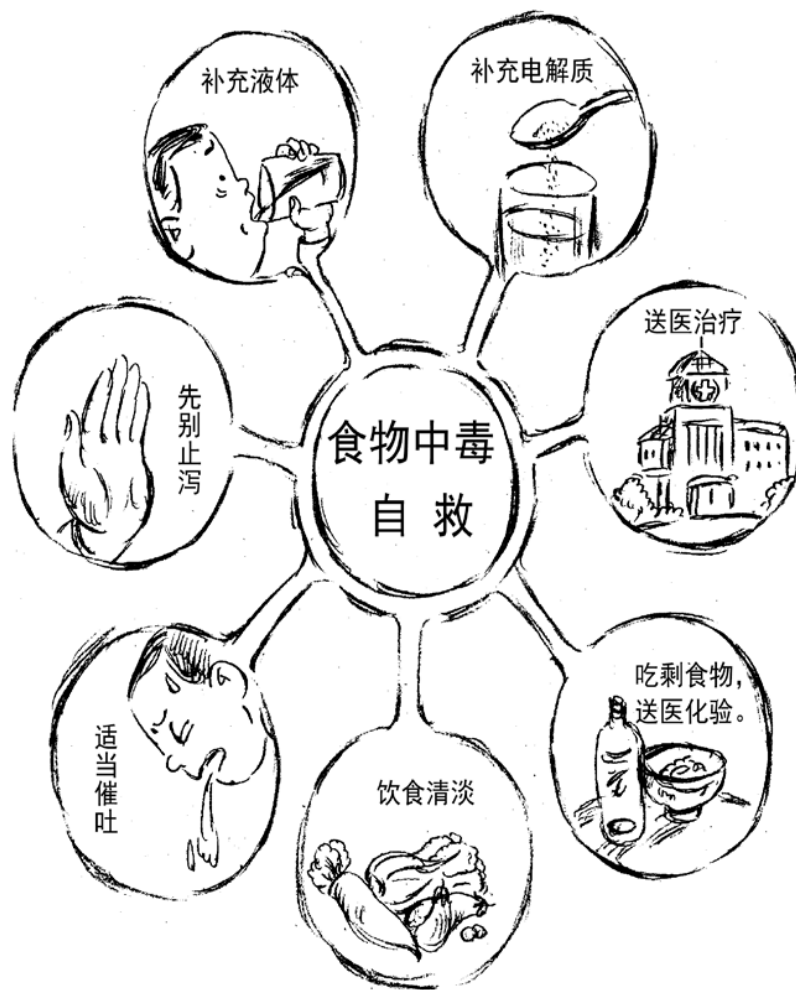 食物中毒
自救
补充液体
补充电解质
送医治疗
吃剩食物，
送医化验。
饮食清淡
适当催吐
先别止泻